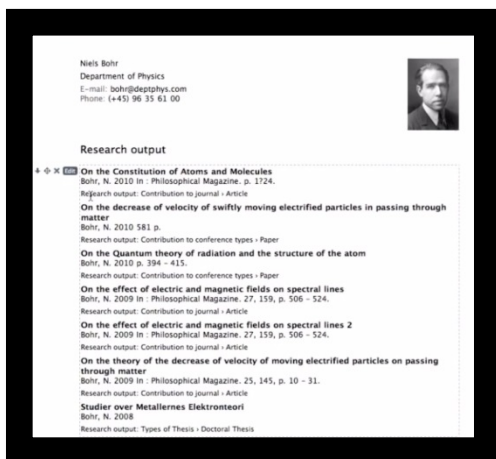 Niels Bohr
Department of Physics
E-mail: bohr@deptphys.com
Phone: (+45) 96 35 61 00
Research output
Edit
On the Constitution of Atoms and Molecules
Bohr, N. 2010 In : Philosophical Magazine. p. 1724.
Research output: Contribution to journal › Article
On the decrease of velocity of swiftly moving electrified particles in passing through
matter
Bohr, N. 2010 581 p.
Research output: Contribution to conference types › Paper
On the Quantum theory of radiation and the structure of the atom
Bohr, N. 2010 p. 394 - 415.
Research output: Contribution to conference types › Paper
On the effect of electric and magnetic fields on spectral lines
Bohr, N. 2009 In : Philosophical Magazine. 27, 159, p. 506 - 524.
Research output: Contribution to journal › Article
On the effect of electric and magnetic fields on spectral lines 2
Bohr, N. 2009 In : Philosophical Magazine. 27, 159, p. 506 - 524.
Research output: Contribution to journal › Article
On the theory of the decrease of velocity of moving electrified particles on passing
through matter
Bohr, N. 2009 In : Philosophical Magazine. 25, 145, p. 10 - 31.
Research output: Contribution to journal › Article
Studier over Metallernes Elektronteori
Bohr, N. 2008
Research output: Types of Thesis › Doctoral Thesis